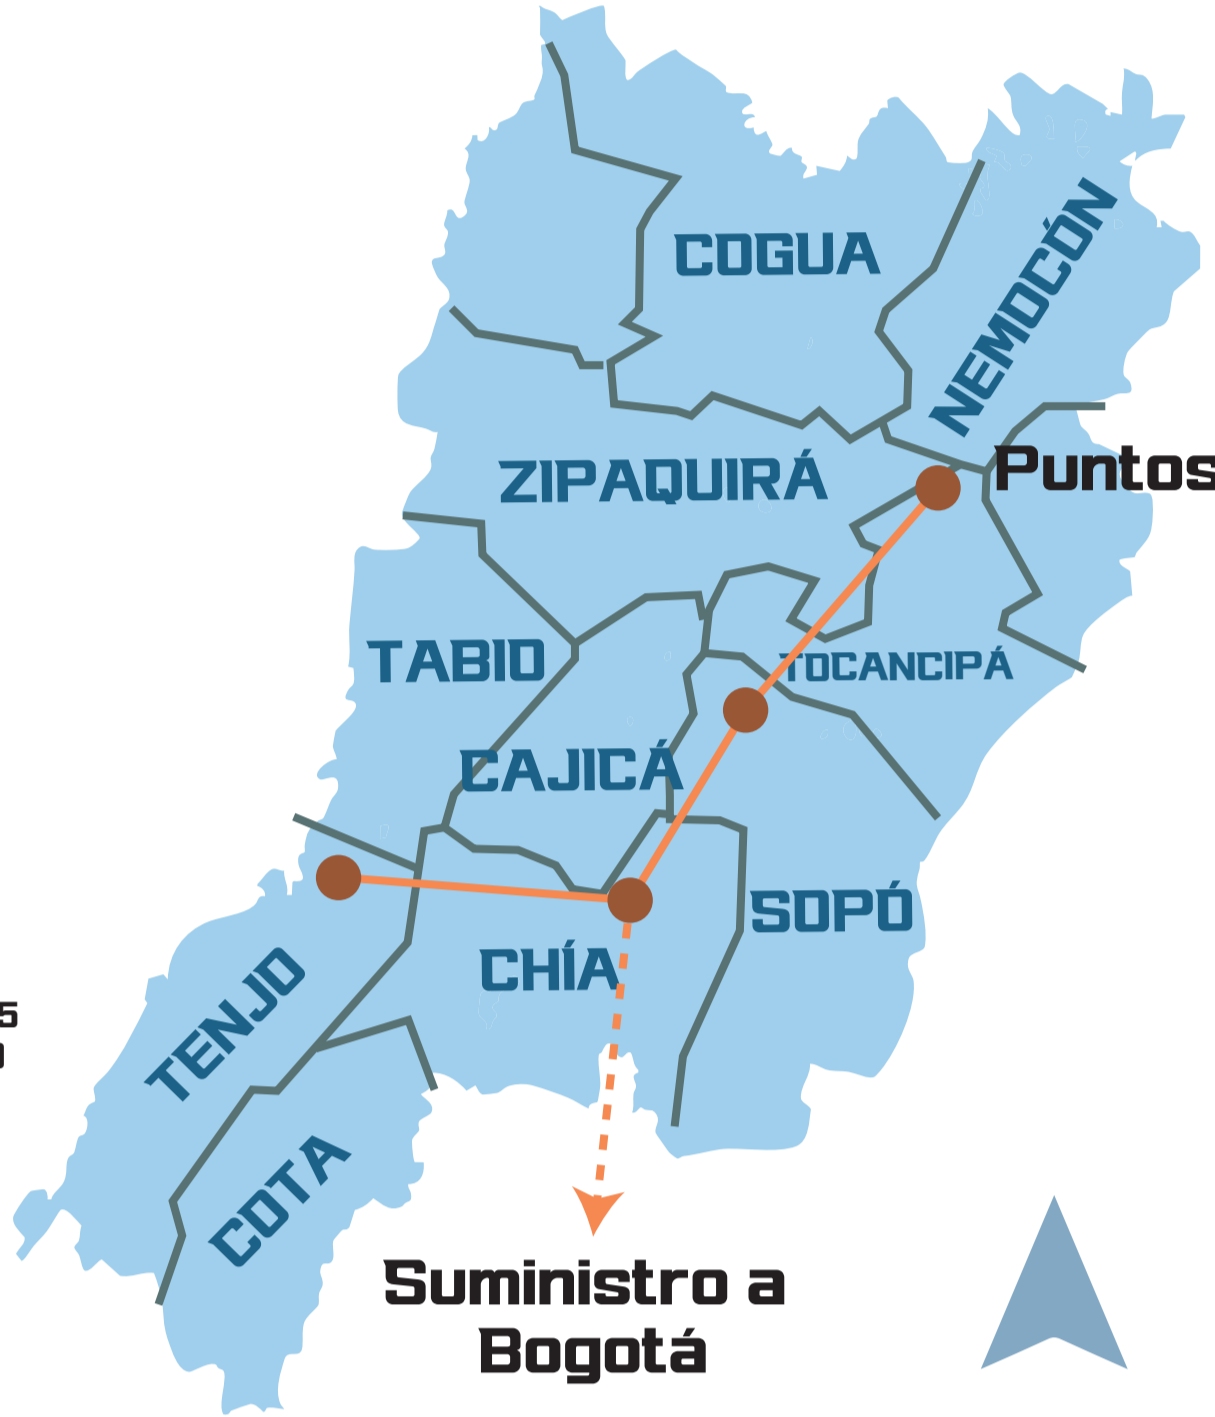 COGUA
NEMOCÓN
Puntos
ZIPAQUIRÁ
TABIO
TOCANCIPÁ
CAJICÁ
SOPÓ
CHÍA
TENJO
COTA
Suministro a
Bogotá